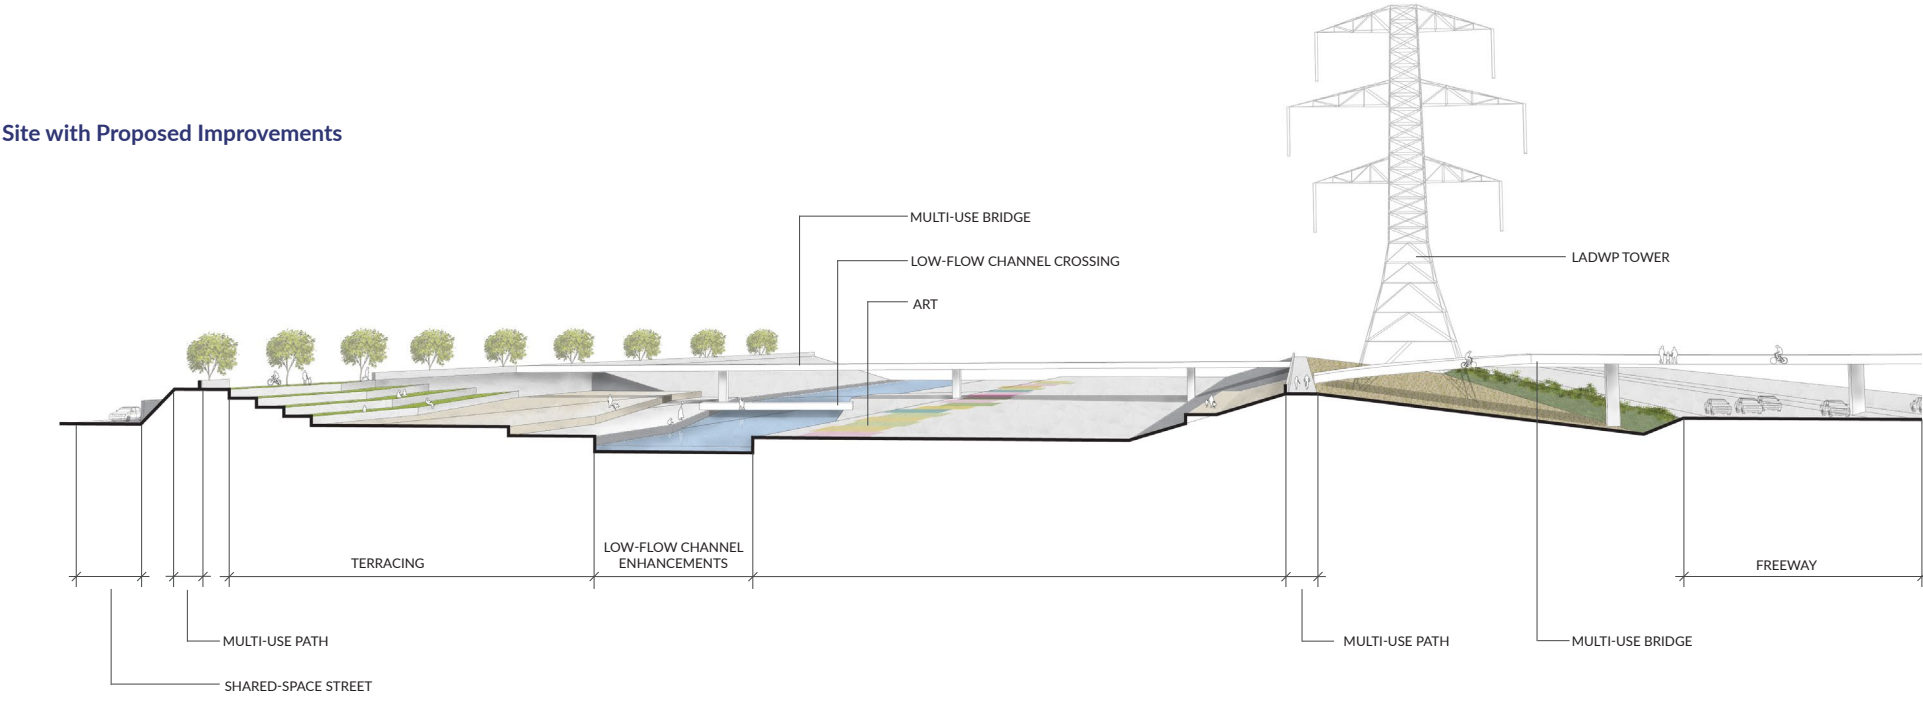 Site with Proposed Improvements
MULTI-USE BRIDGE
LOW-FLOW CHANNEL CROSSING
LADWP TOWER
ART
LOW-FLOW CHANNEL
ENHANCEMENTS
TERRACING
FREEWAY
MULTI-USE PATH
MULTI-USE PATH
MULTI-USE BRIDGE
SHARED-SPACE STREET